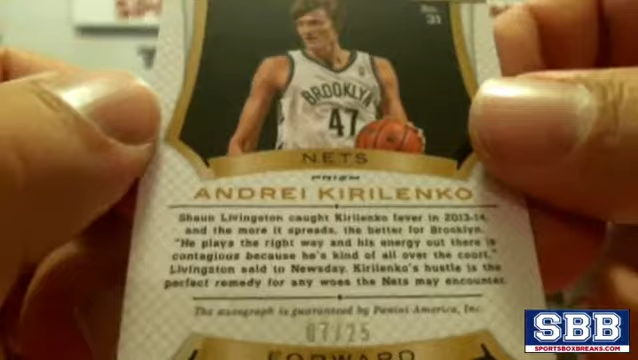 No.
31
BROOKLYN
47
NETS
PRIZM
ANDREI KIRILENKO
Shaun Livingston caught Kirilenko fever in 2013-14,
and the more it spreads, the better for Brooklyn.
"He plays the right way and his energy out there is
contagious because he's kind of all over the court,"
Livingston said to Newsday. Kirilenko's hustle is the
perfect remedy for any woes the Nets may encounter.
The autograph is guaranteed by Panini America, Inc.
07/25
FORWARD
SBB
SPORTSBOXBREAKS.COM